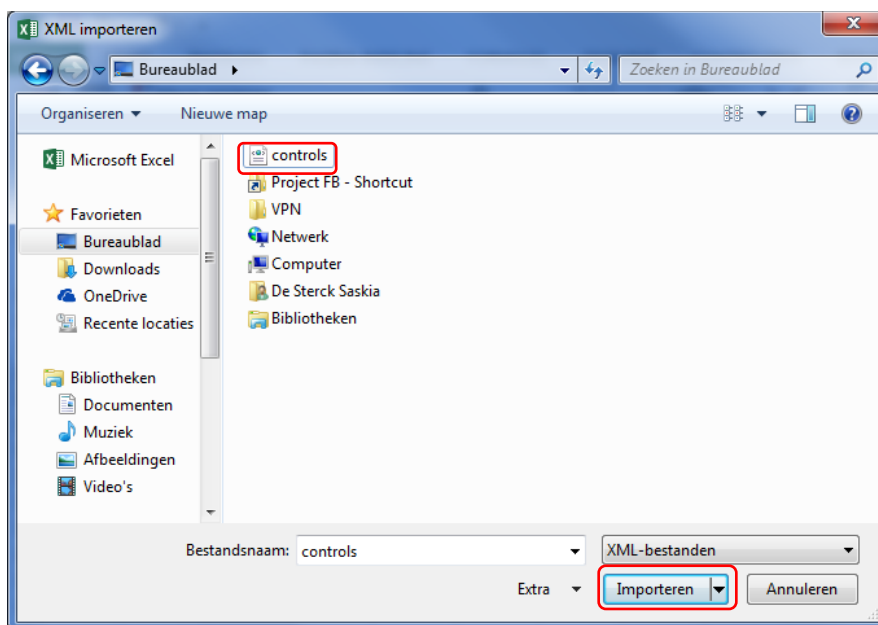 XML importeren
Bureaublad
Zoeken in Bureaublad
Organiseren
Nieuwe map
Microsoft Excel
Favorieten
Bureaublad
Downloads
OneDrive
Recente locaties
Bibliotheken
Documenten
Muziek
Afbeeldingen
Video's
controls
Project FB - Shortcut
VPN
Netwerk
Computer
De Sterck Saskia
Bibliotheken
Bestandsnaam: controls
XML-bestanden
Extra
Importeren
Annuleren